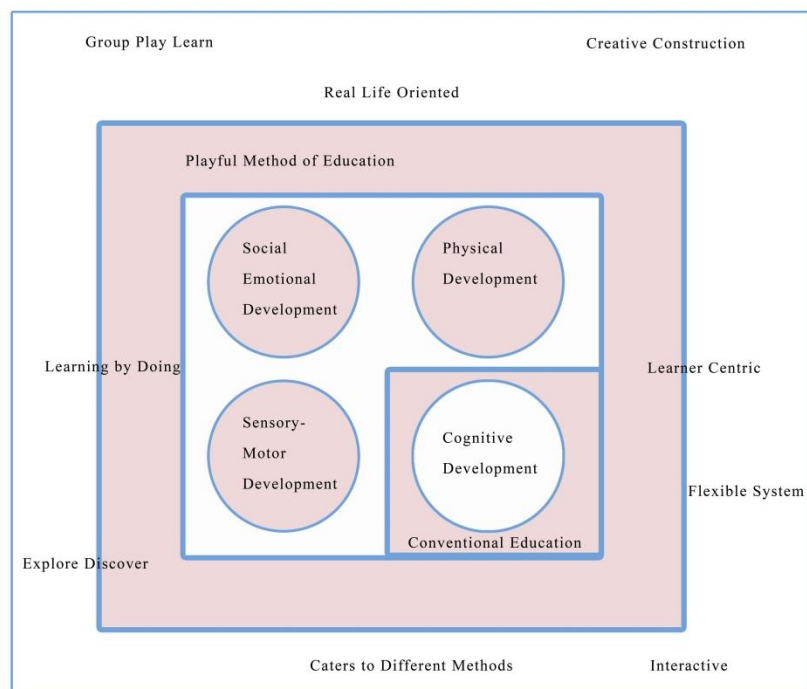 Group Play Learn
Creative Construction
Real Life Oriented
Playful Method of Education
Social
Emotional
Development
Physical
Development
Learning by Doing
Learner Centric
Sensory-
Motor
Development
Cognitive
Development
Flexible System
Conventional Education
Explore Discover
Caters to Different Methods
Interactive